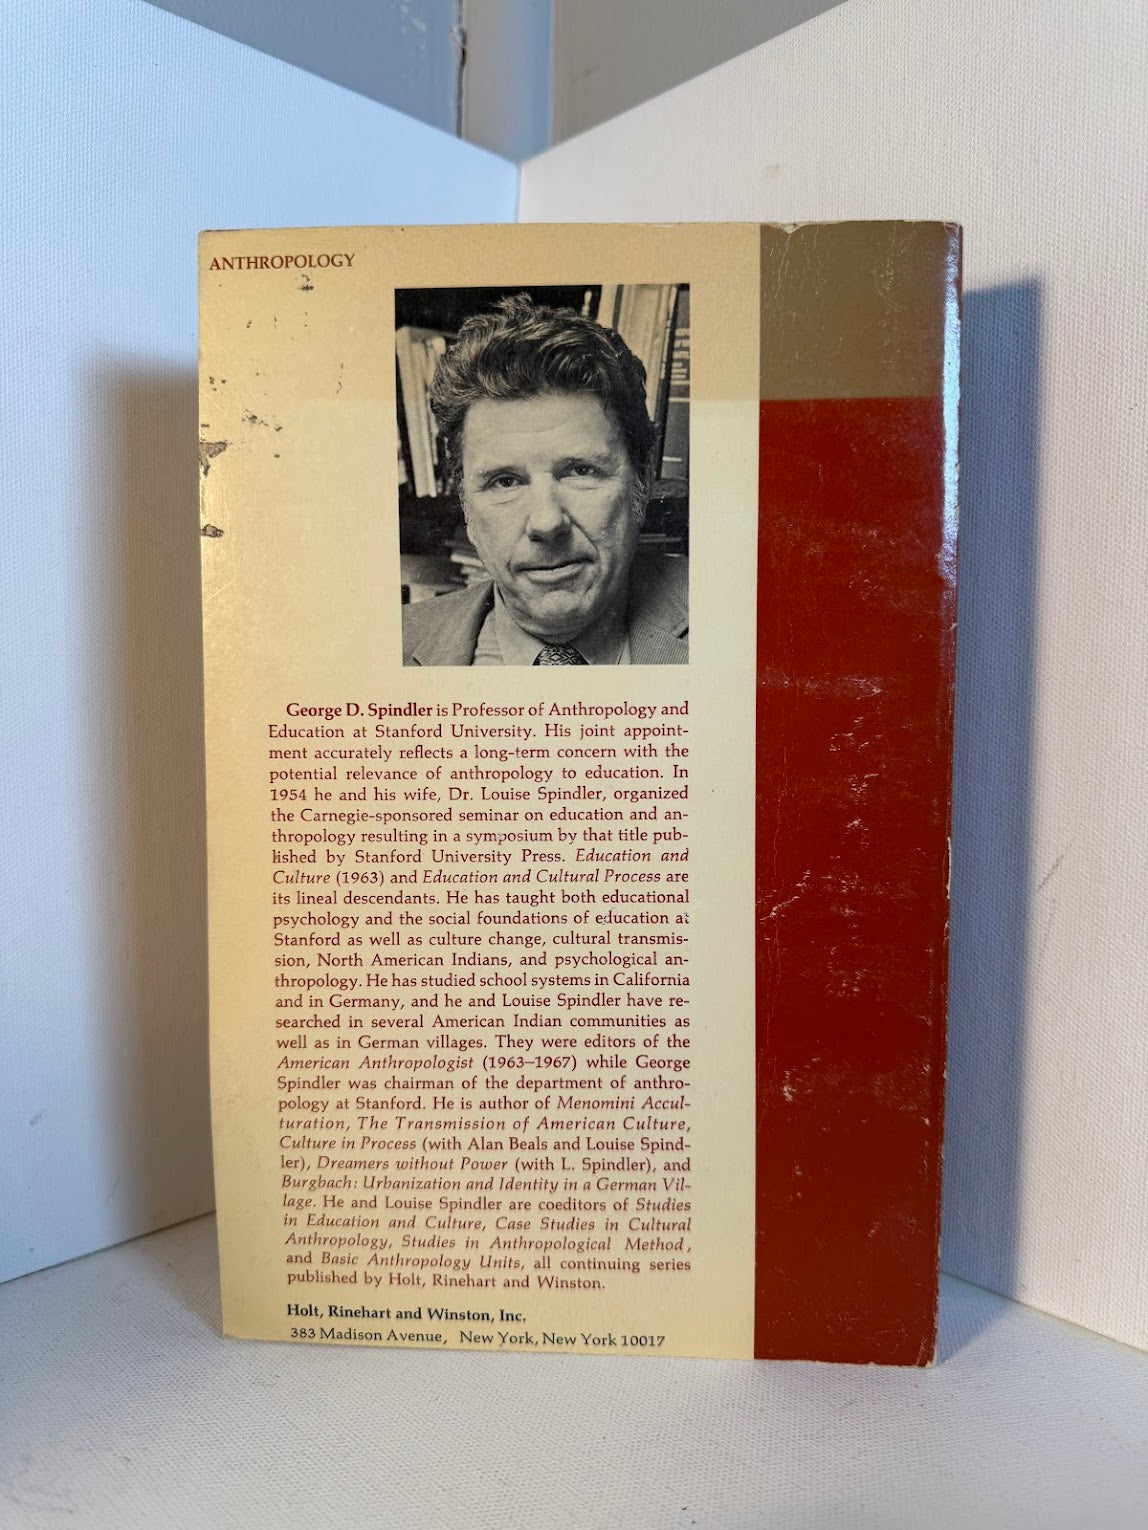 ANTHROPOLOGY
George D. Spindler is Professor of Anthropology and
Education at Stanford University. His joint appoint-
ment accurately reflects a long-term concern with the
potential relevance of anthropology to education. In
1954 he and his wife, Dr. Louise Spindler, organized
the Carnegie-sponsored seminar on education and an-
thropology resulting in a symposium by that title pub-
lished by Stanford University Press. Education and
Culture (1963) and Education and Cultural Process are
its lineal descendants. He has taught both educational
psychology and the social foundations of education at
Stanford as well as culture change, cultural transmis-
sion, North American Indians, and psychological an-
thropology. He has studied school systems in California
and in Germany, and he and Louise Spindler have re-
searched in several American Indian communities as
well as in German villages. They were editors of the
American Anthropologist (1963–1967) while George
Spindler was chairman of the department of anthro-
pology at Stanford. He is author of Menomini Accul-
turation, The Transmission of American Culture,
Culture in Process (with Alan Beals and Louise Spind-
ler), Dreamers without Power (with L. Spindler), and
Burgbach: Urbanization and Identity in a German Vil-
lage. He and Louise Spindler are coeditors of Studies
in Education and Culture, Case Studies in Cultural
Anthropology, Studies in Anthropological Method,
and Basic Anthropology Units, all continuing series
published by Holt, Rinehart and Winston.
Holt, Rinehart and Winston, Inc.
383 Madison Avenue, New York, New York 10017